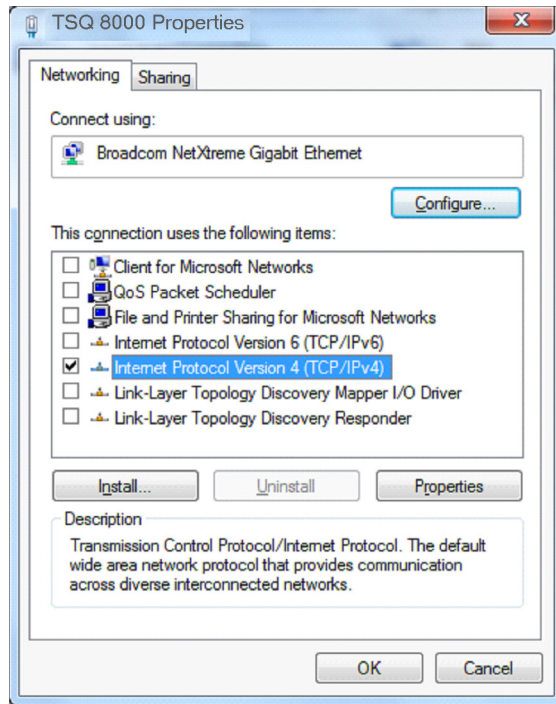 TSQ 8000 Properties
Networking
Sharing
Connect using:
Broadcom NetXtreme Gigabit Ethernet
Configure...
This connection uses the following items:
Client for Microsoft Networks
QoS Packet Scheduler
File and Printer Sharing for Microsoft Networks
Internet Protocol Version 6 (TCP/IPv6)
Internet Protocol Version 4 (TCP/IPv4)
Link-Layer Topology Discovery Mapper I/O Driver
Link-Layer Topology Discovery Responder
Install...
Uninstall
Properties
Description
Transmission Control Protocol/Internet Protocol. The default
wide area network protocol that provides communication
across diverse interconnected networks.
OK
Cancel